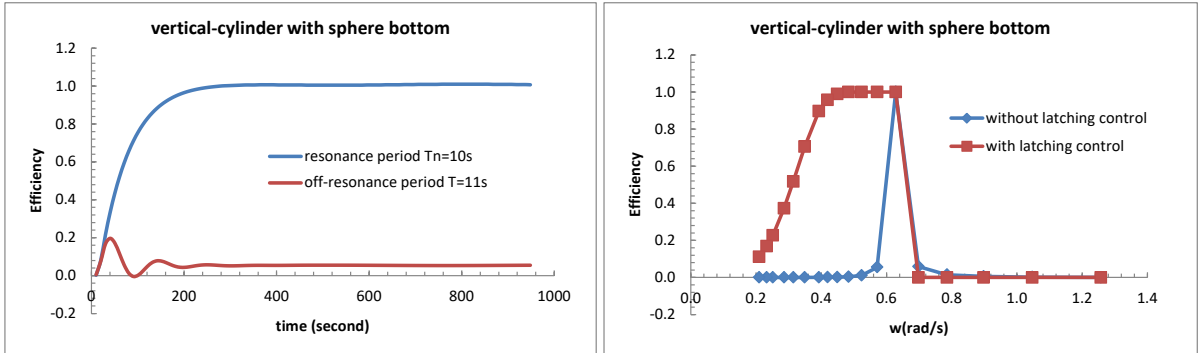 vertical-cylinder with sphere bottom
1.2
1.0
0.8
0.6
0.4
0.2
0.0
-0.2
Efficiency
resonance period Tn=10s
off-resonance period T=11s
0 200 400 600 800 1000
time (second)
vertical-cylinder with sphere bottom
1.2
1.0
0.8
0.6
0.4
0.2
0.0
-0.2
Efficiency
without latching control
with latching control
0.0 0.2 0.4 0.6 0.8 1.0 1.2 1.4
w(rad/s)